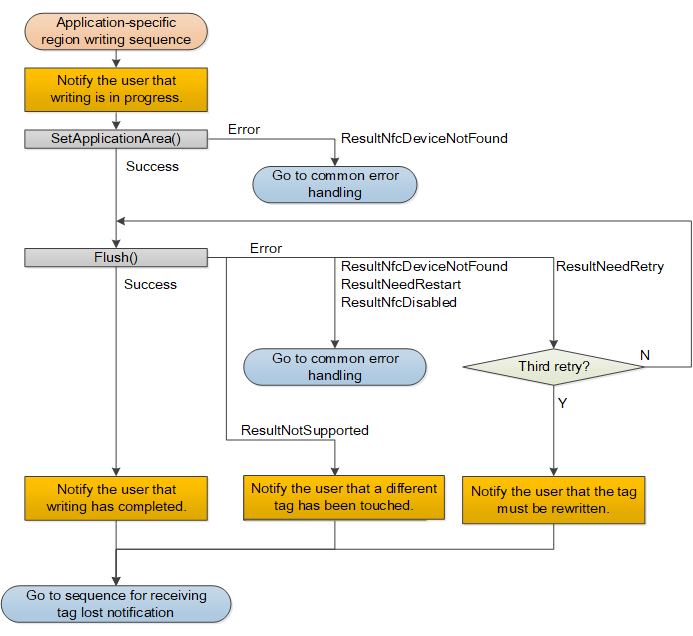 Application-specific
region writing sequence
Notify the user that
writing is in progress.
SetApplicationArea()
Error
ResultNfcDeviceNotFound
Success
Go to common error
handling
Flush()
Error
Success
ResultNfcDeviceNotFound
ResultNeedRestart
ResultNfcDisabled
ResultNeedRetry
Go to common error
handling
Third retry?
N
Y
ResultNotSupported
Notify the user that
writing has completed.
Notify the user that a different
tag has been touched.
Notify the user that the tag
must be rewritten.
Go to sequence for receiving
tag lost notification